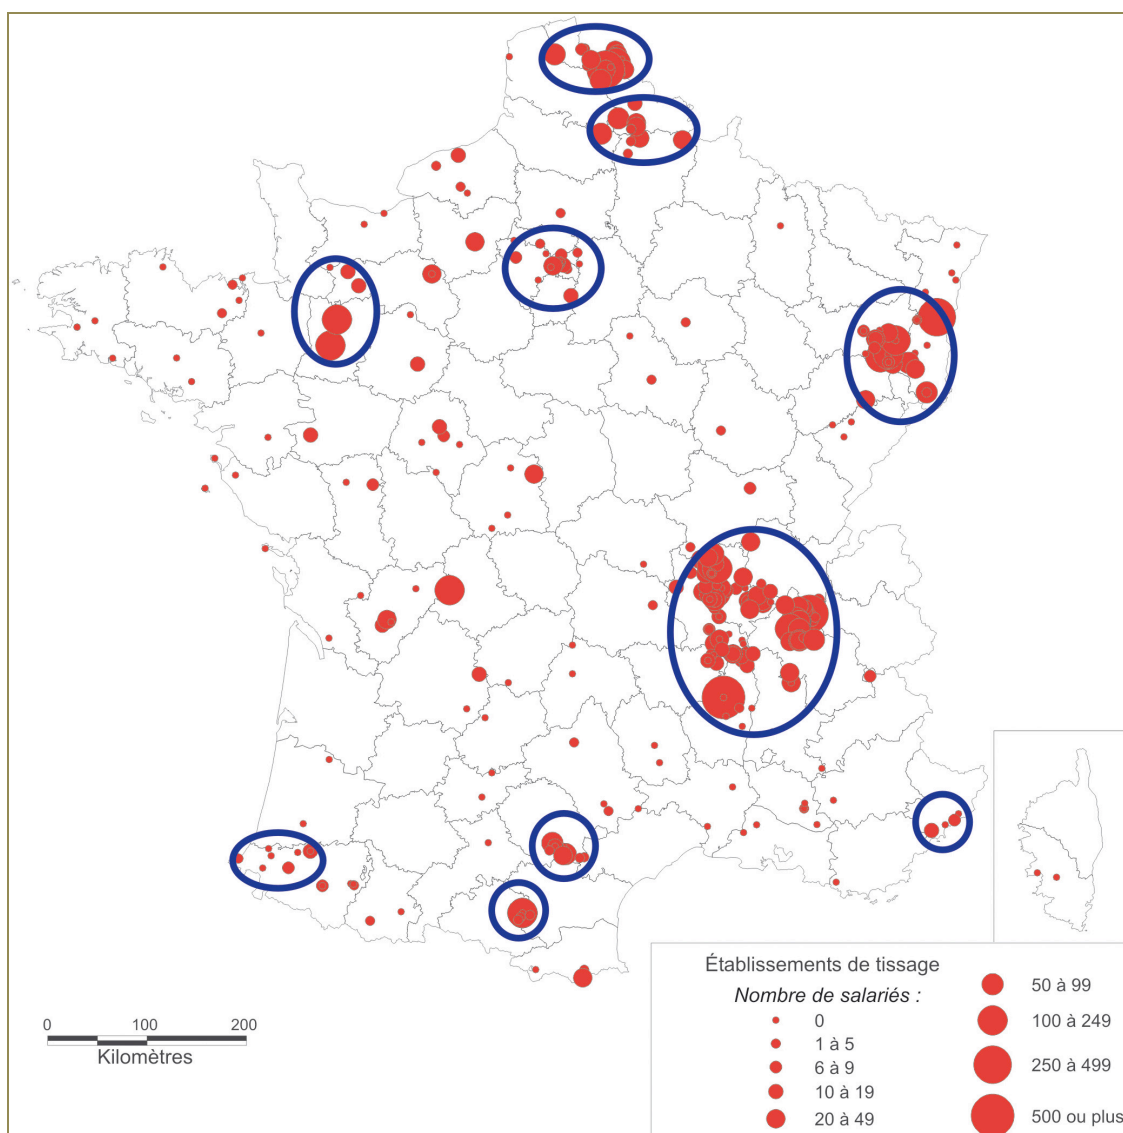 0 100 200
Kilomètres
Établissements de tissage
Nombre de salariés :
0
1 à 5
6 à 9
10 à 19
20 à 49
50 à 99
100 à 249
250 à 499
500 ou plus